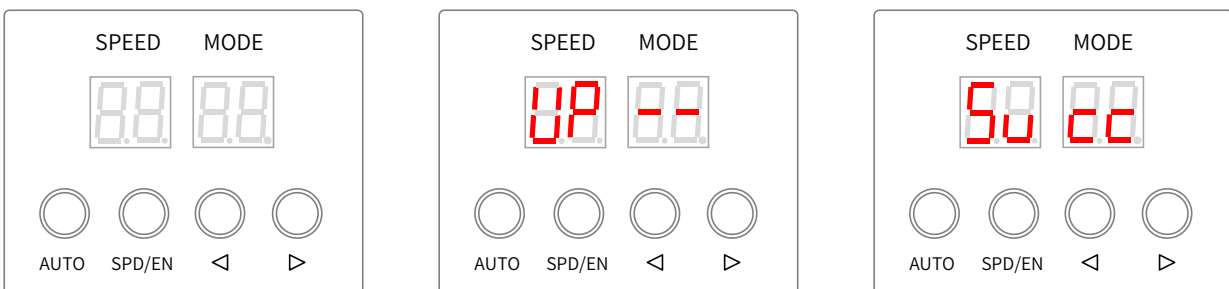 SPEED MODE
AUTO SPD/EN ◁ ▷
SPEED MODE
UP --
AUTO SPD/EN ◁ ▷
SPEED MODE
Su cc
AUTO SPD/EN ◁ ▷